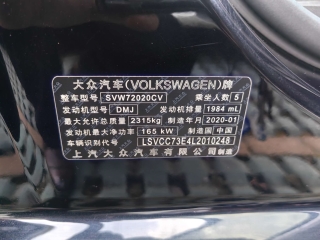 大众汽车(VOLKSWAGEN)牌
整车型号 SVW72020CV 乘坐人数 5
发动机型号 DMJ 发动机排量 1984 mL
最大允许总质量 2315kg 制造年月 2020-01
发动机最大净功率 165 kW 制造国 中国
车辆识别代号 LSVCC73E4L2010248
上汽大众汽车有限公司 制造